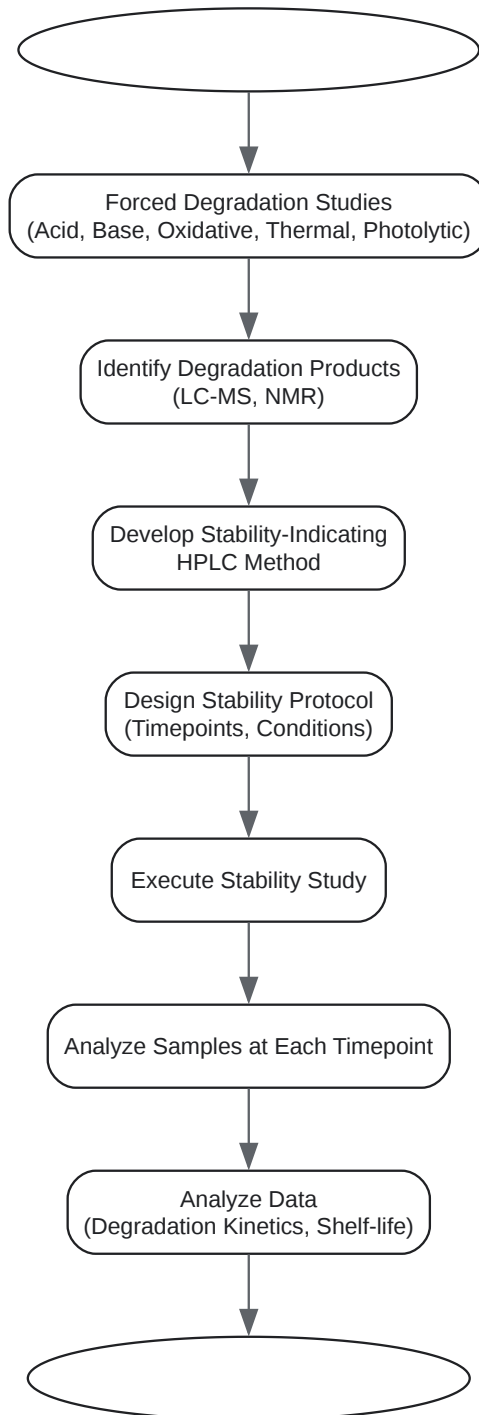 Forced Degradation Studies
(Acid, Base, Oxidative, Thermal, Photolytic)
Identify Degradation Products
(LC-MS, NMR)
Develop Stability-Indicating
HPLC Method
Design Stability Protocol
(Timepoints, Conditions)
Execute Stability Study
Analyze Samples at Each Timepoint
Analyze Data
(Degradation Kinetics, Shelf-life)